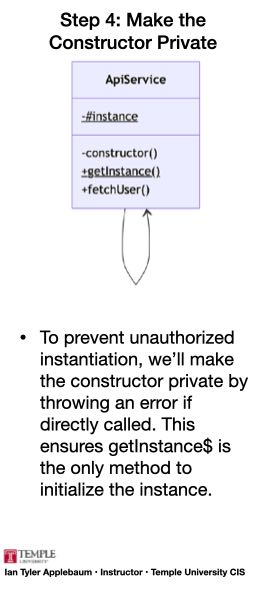 Step 4: Make the
Constructor Private
ApiService
-#instance
-constructor()
+getInstance()
+fetchUser()
• To prevent unauthorized
instantiation, we’ll make
the constructor private by
throwing an error if
directly called. This
ensures getInstance$ is
the only method to
initialize the instance.
TEMPLE
UNIVERSITY
Ian Tyler Applebaum · Instructor · Temple University CIS